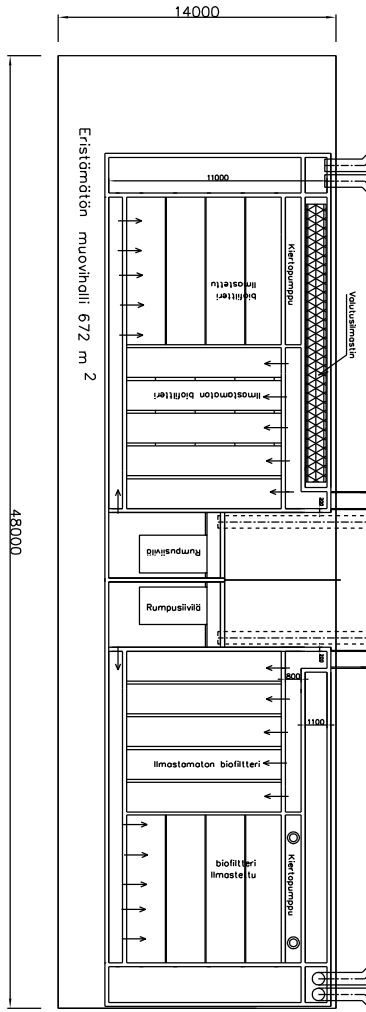 14000
48000
Eristämätön muovihalli 672 m 2
11000
Kiertopumppu
Valutusilmastin
biofiltteri
Ilmastettu
Ilmastamaton biofiltteri
Rumpusiivilä
Rumpusiivilä
800
1100
Ilmastamaton biofiltteri
biofiltteri
Ilmastettu
Kiertopumppu